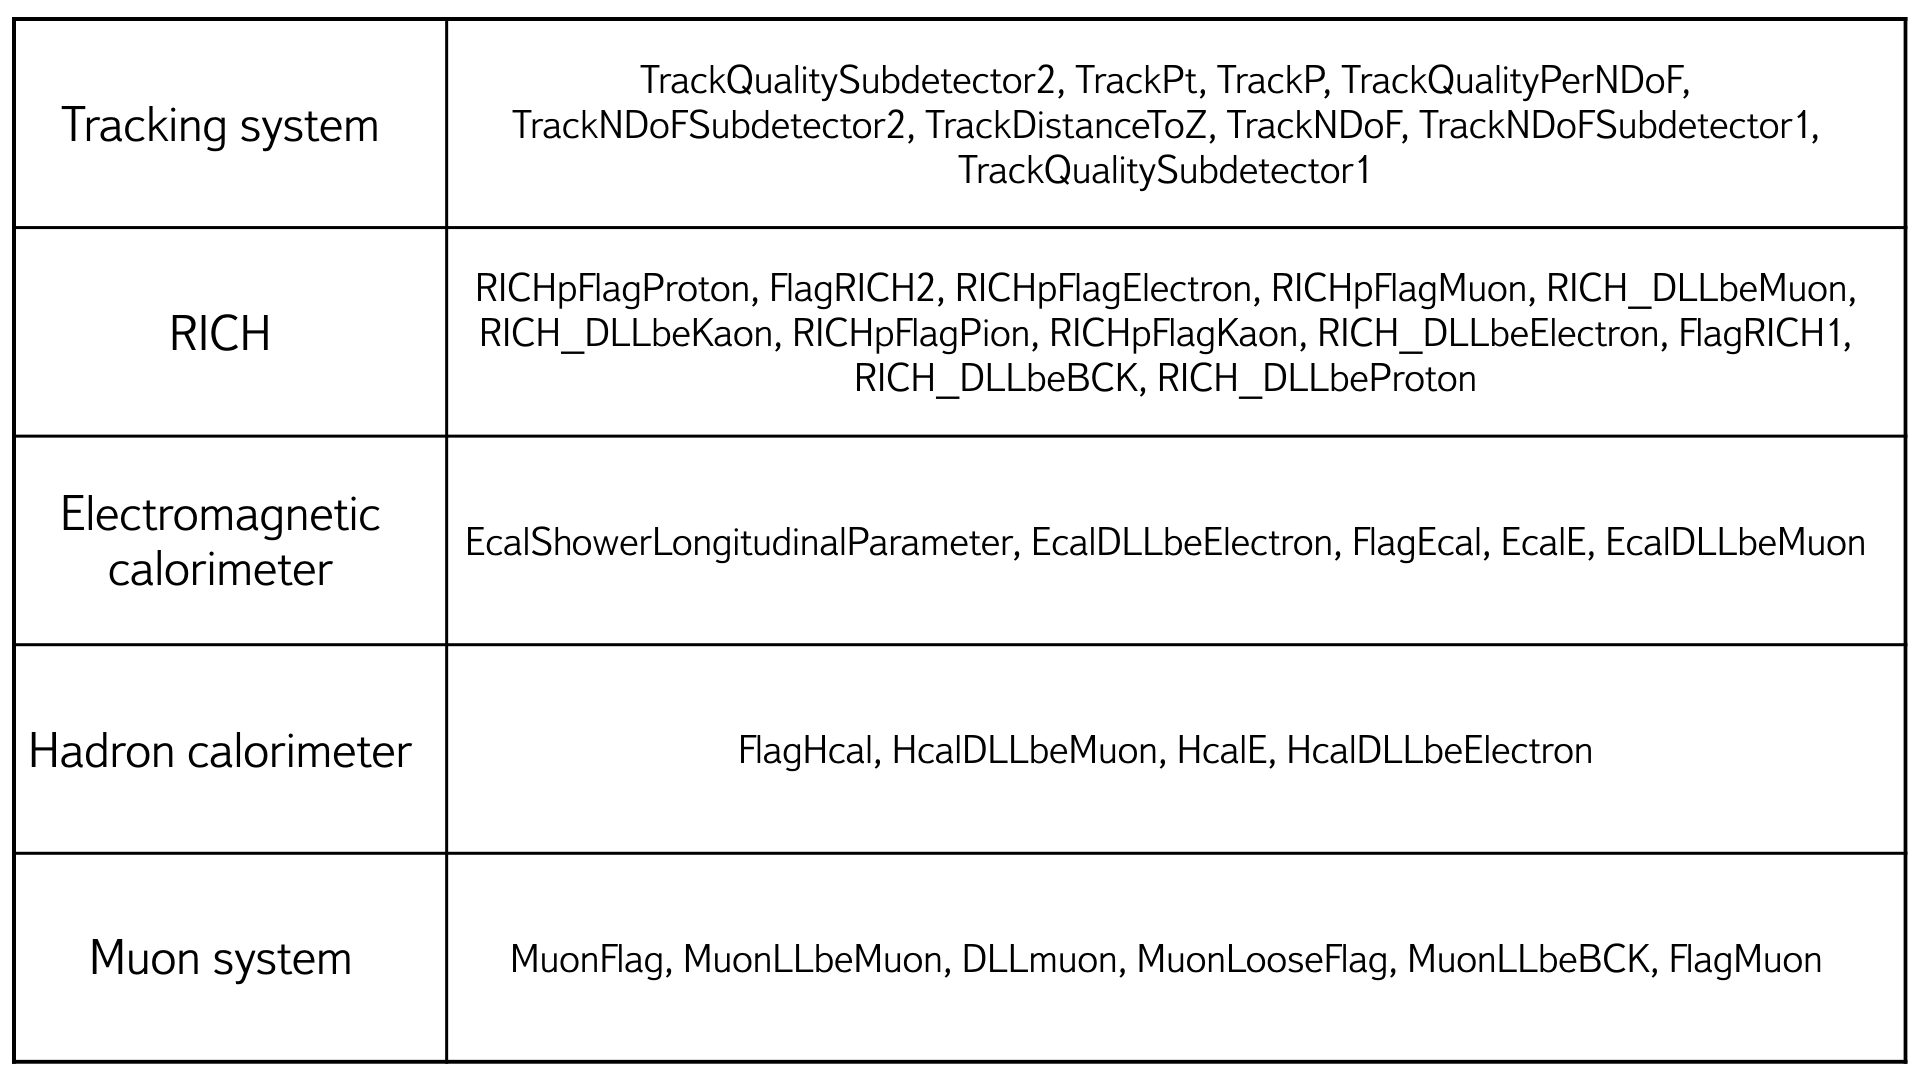 Tracking system
TrackQualitySubdetector2, TrackPt, TrackP, TrackQualityPerNDoF,
TrackNDoFSubdetector2, TrackDistanceToZ, TrackNDoF, TrackNDoFSubdetector1,
TrackQualitySubdetector1
RICH
RICHpFlagProton, FlagRICH2, RICHpFlagElectron, RICHpFlagMuon, RICH_DLLbeMuon,
RICH_DLLbeKaon, RICHpFlagPion, RICHpFlagKaon, RICH_DLLbeElectron, FlagRICH1,
RICH_DLLbeBCK, RICH_DLLbeProton
Electromagnetic
calorimeter
EcalShowerLongitudinalParameter, EcalDLLbeElectron, FlagEcal, EcalE, EcalDLLbeMuon
Hadron calorimeter
FlagHcal, HcalDLLbeMuon, HcalE, HcalDLLbeElectron
Muon system
MuonFlag, MuonLLbeMuon, DLLmuon, MuonLooseFlag, MuonLLbeBCK, FlagMuon